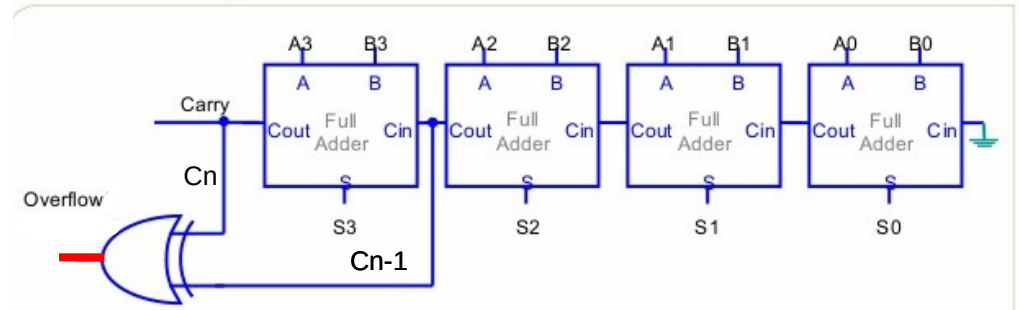 A3 B3 A2 B2 A1 B1 A0 B0
A B A B A B A B
Carry
Cout Full Adder Cin Cout Full Adder Cin Cout Full Adder Cin Cout Full Adder Cin
S S S S
Cn
Overflow
S3 S2 S1 S0
Cn-1